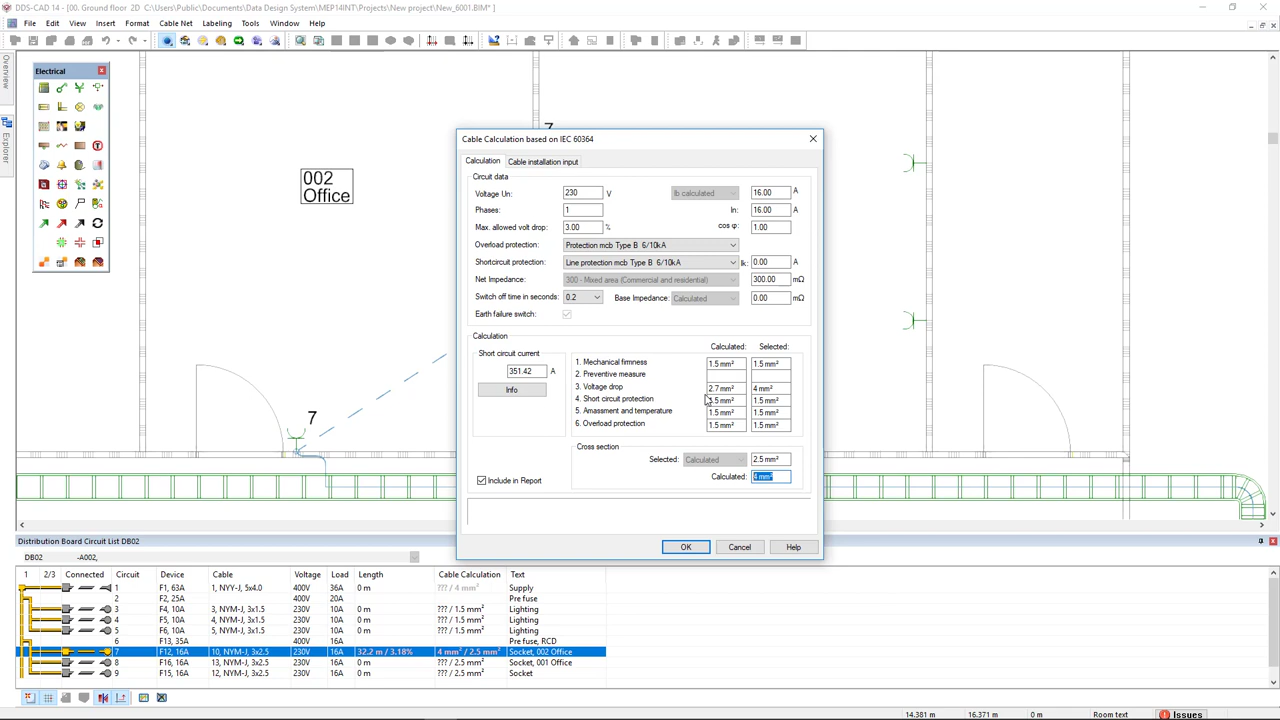 DDS-CAD 14 - [00. Ground floor  2D  C:\Users\Public\Documents\Data Design System\MEP14INT\Projects\New project\New_6001.BIM*]
File Edit View Insert Format Cable Net Labeling Tools Window Help
Overview
Explorer
Electrical
002
Office
7
7
Cable Calculation based on IEC 60364
Calculation Cable installation input
Circuit data
Voltage Un: 230 V Ib calculated 16.00 A
Phases: 1 In: 16.00 A
Max. allowed volt drop: 3.00 % cos φ: 1.00
Overload protection: Protection mcb Type B 6/10kA
Shortcircuit protection: Line protection mcb Type B 6/10kA Ik: 0.00 A
Net Impedance: 300 - Mixed area (Commercial and residential) 300.00 mΩ
Switch off time in seconds: 0.2 Base Impedance: Calculated 0.00 mΩ
Earth failure switch:
Calculation
Short circuit current
351.42 A
Info
Calculated: Selected:
1. Mechanical firmness 1.5 mm² 1.5 mm²
2. Preventive measure
3. Voltage drop 2.7 mm² 4 mm²
4. Short circuit protection 1.5 mm² 1.5 mm²
5. Amassment and temperature 1.5 mm² 1.5 mm²
6. Overload protection 1.5 mm² 1.5 mm²
Cross section
Selected: Calculated 2.5 mm²
Calculated: 4 mm²
Include in Report
OK Cancel Help
Distribution Board Circuit List DB02
DB02 -A002,
1 2/3 Connected Circuit Device Cable Voltage Load Length Cable Calculation Text
1 F1, 63A 1, NYY-J, 5x4.0 400V 36A 0 m ??? / 4 mm² Supply
2 F2, 25A 400V 20A 0 m Pre fuse
3 F4, 10A 3, NYM-J, 3x1.5 230V 16A 0 m ??? / 1.5 mm² Lighting
4 F5, 10A 4, NYM-J, 3x1.5 230V 16A 0 m ??? / 1.5 mm² Lighting
5 F6, 10A 5, NYM-J, 3x1.5 230V 16A 0 m ??? / 1.5 mm² Lighting
6 F13, 35A 400V 16A 0 m Pre fuse, RCD
7 F12, 16A 10, NYM-J, 3x2.5 230V 16A 32.2 m / 3.18% 4 mm² / 2.5 mm² Socket, 002 Office
8 F16, 16A 13, NYM-J, 3x2.5 230V 16A 0 m ??? / 2.5 mm² Socket, 001 Office
9 F15, 16A 12, NYM-J, 3x2.5 230V 16A 0 m ??? / 2.5 mm² Socket
14.381 m 16.371 m 0 m Room text Issues